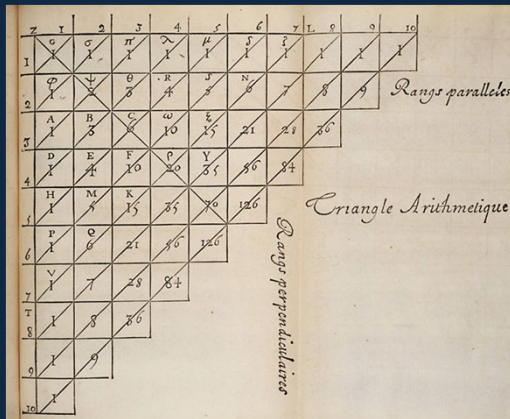 Z 1 2 3 4 5 6 7 L 8 9 10
G σ π λ μ δ ζ
1 1 1 1 1 1 1 1 1 1 1
φ ψ θ R S N
2 1 2 3 4 5 6 7 8 9
Rangs paralleles
A B C ω ξ
3 1 3 6 10 15 21 28 36
D E F ρ Y
4 1 4 10 20 35 56 84
Triangle Arithmetique
H M K
5 1 5 15 35 70 126
Rangs perpendiculaires
P Q
6 1 6 21 56 126
V
7 1 7 28 84
T
8 1 8 36
9 1 9
10 1